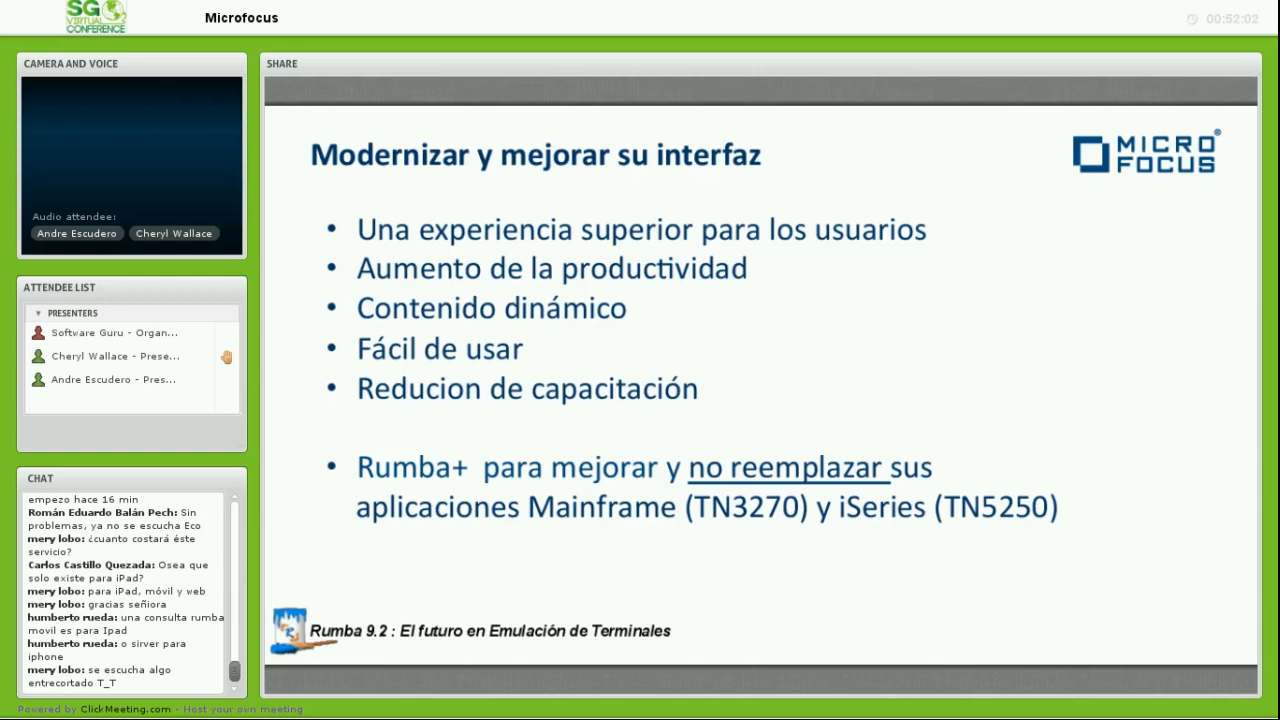 SG
VIRTUAL
CONFERENCE
Microfocus
00:52:02
CAMERA AND VOICE
Audio attendee:
Andre Escudero
Cheryl Wallace
ATTENDEE LIST
PRESENTERS
Software Guru - Organ...
Cheryl Wallace - Prese...
Andre Escudero - Pres...
CHAT
empezo hace 16 min
Román Eduardo Balán Pech: Sin
problemas, ya no se escucha Eco
mery lobo: ¿cuanto costará éste
servicio?
Carlos Castillo Quezada: Osea que
solo existe para iPad?
mery lobo: para iPad, móvil y web
mery lobo: gracias señiora
humberto rueda: una consulta rumba
movil es para Ipad
humberto rueda: o sirver para
iphone
mery lobo: se escucha algo
entrecortado T_T
SHARE
Modernizar y mejorar su interfaz
MICRO
FOCUS®
• Una experiencia superior para los usuarios
• Aumento de la productividad
• Contenido dinámico
• Fácil de usar
• Reducion de capacitación
• Rumba+ para mejorar y no reemplazar sus
aplicaciones Mainframe (TN3270) y iSeries (TN5250)
Rumba 9.2 : El futuro en Emulación de Terminales
Powered by ClickMeeting.com - Host your own meeting